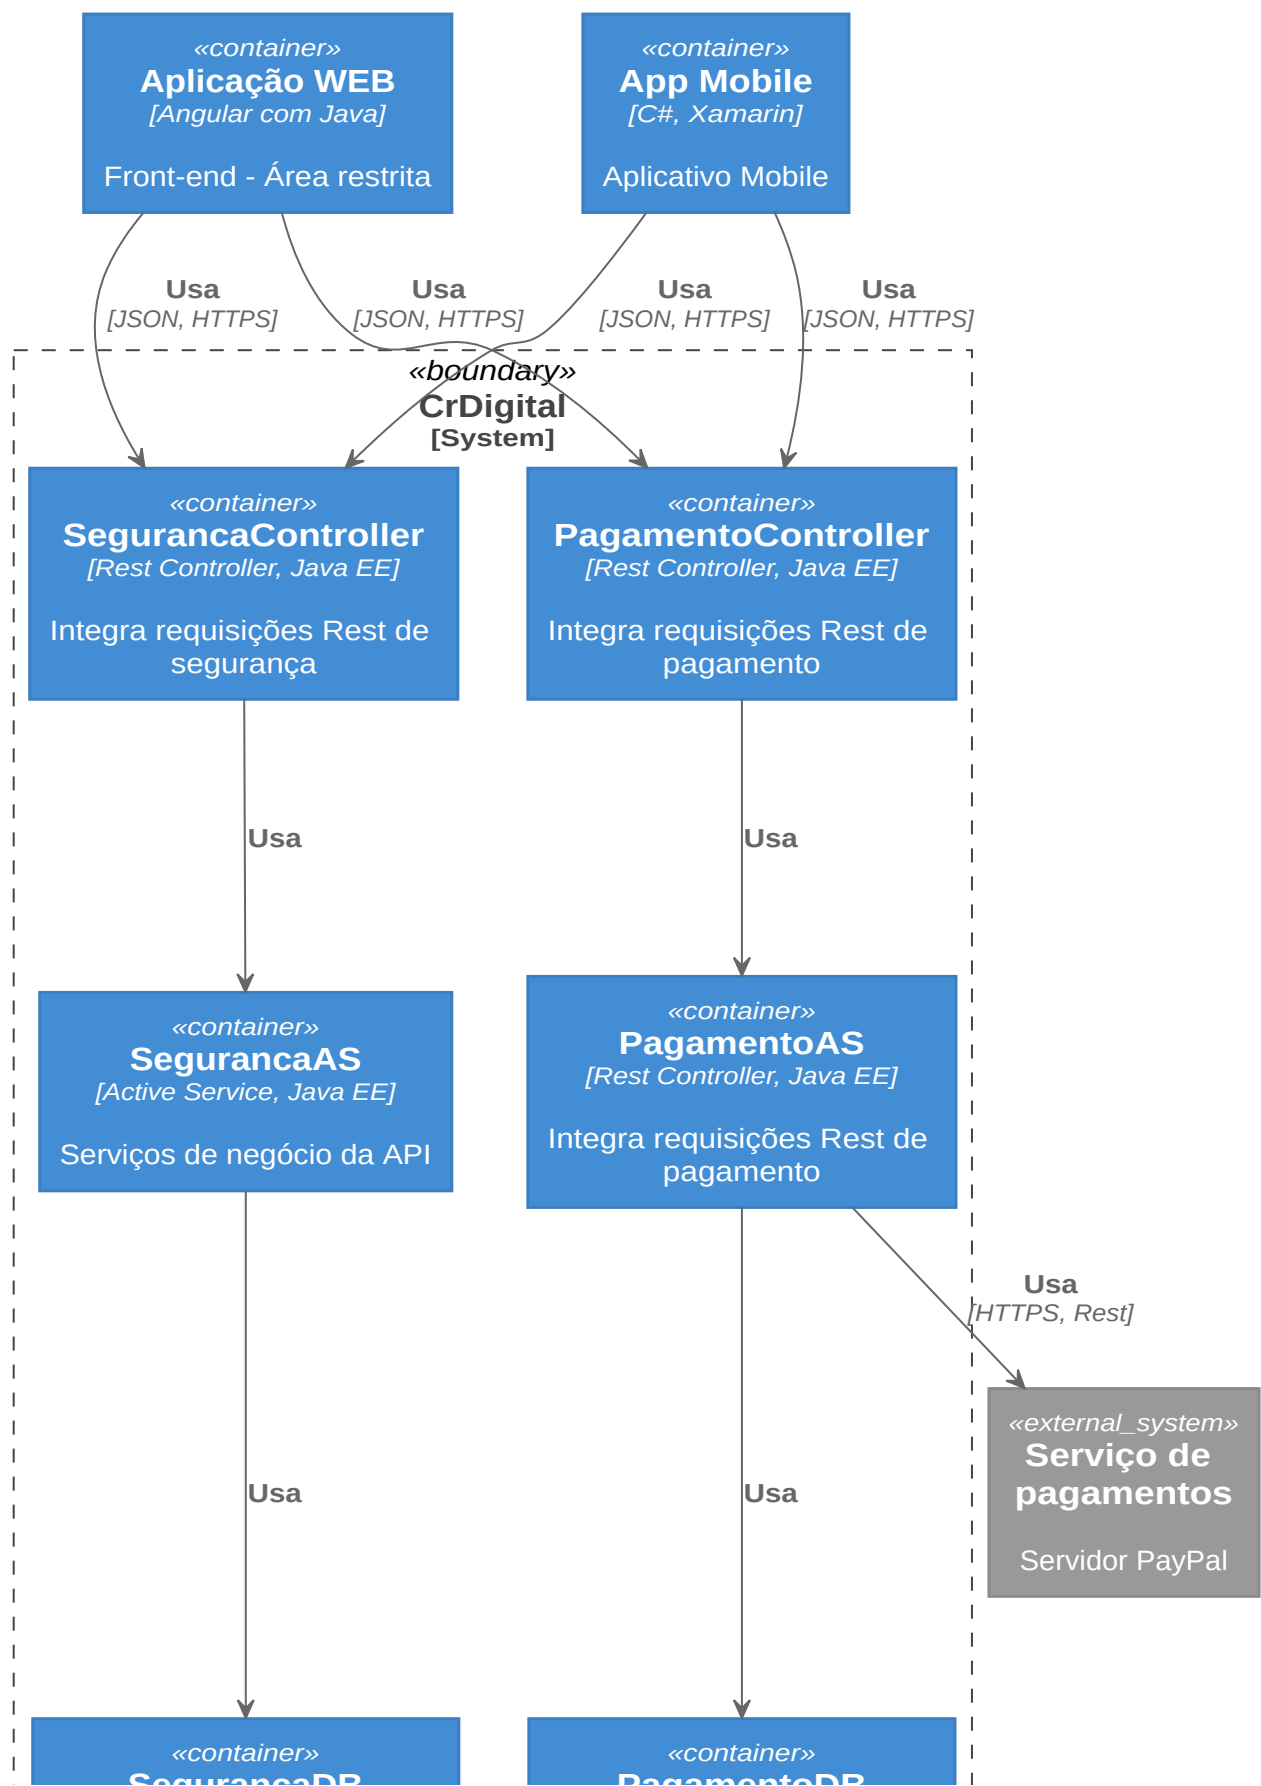 «container»
Aplicação WEB
[Angular com Java]
Front-end - Área restrita
«container»
App Mobile
[C#, Xamarin]
Aplicativo Mobile
Usa
[JSON, HTTPS]
Usa
[JSON, HTTPS]
Usa
[JSON, HTTPS]
Usa
[JSON, HTTPS]
«boundary»
CrDigital
[System]
«container»
SegurancaController
[Rest Controller, Java EE]
Integra requisições Rest de
segurança
«container»
PagamentoController
[Rest Controller, Java EE]
Integra requisições Rest de
pagamento
Usa
Usa
«container»
SegurancaAS
[Active Service, Java EE]
Serviços de negócio da API
«container»
PagamentoAS
[Rest Controller, Java EE]
Integra requisições Rest de
pagamento
Usa
[HTTPS, Rest]
«external_system»
Serviço de
pagamentos
Servidor PayPal
Usa
Usa
«container»
SegurancaDB
«container»
PagamentoDB